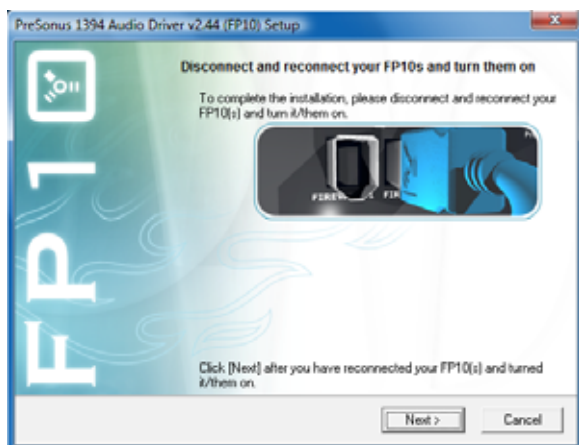 PreSonus 1394 Audio Driver v2.44 (FP10) Setup
FP10
Disconnect and reconnect your FP10s and turn them on
To complete the installation, please disconnect and reconnect your
FP10(s) and turn it/them on.
Click [Next] after you have reconnected your FP10(s) and turned
it/them on.
Next >
Cancel